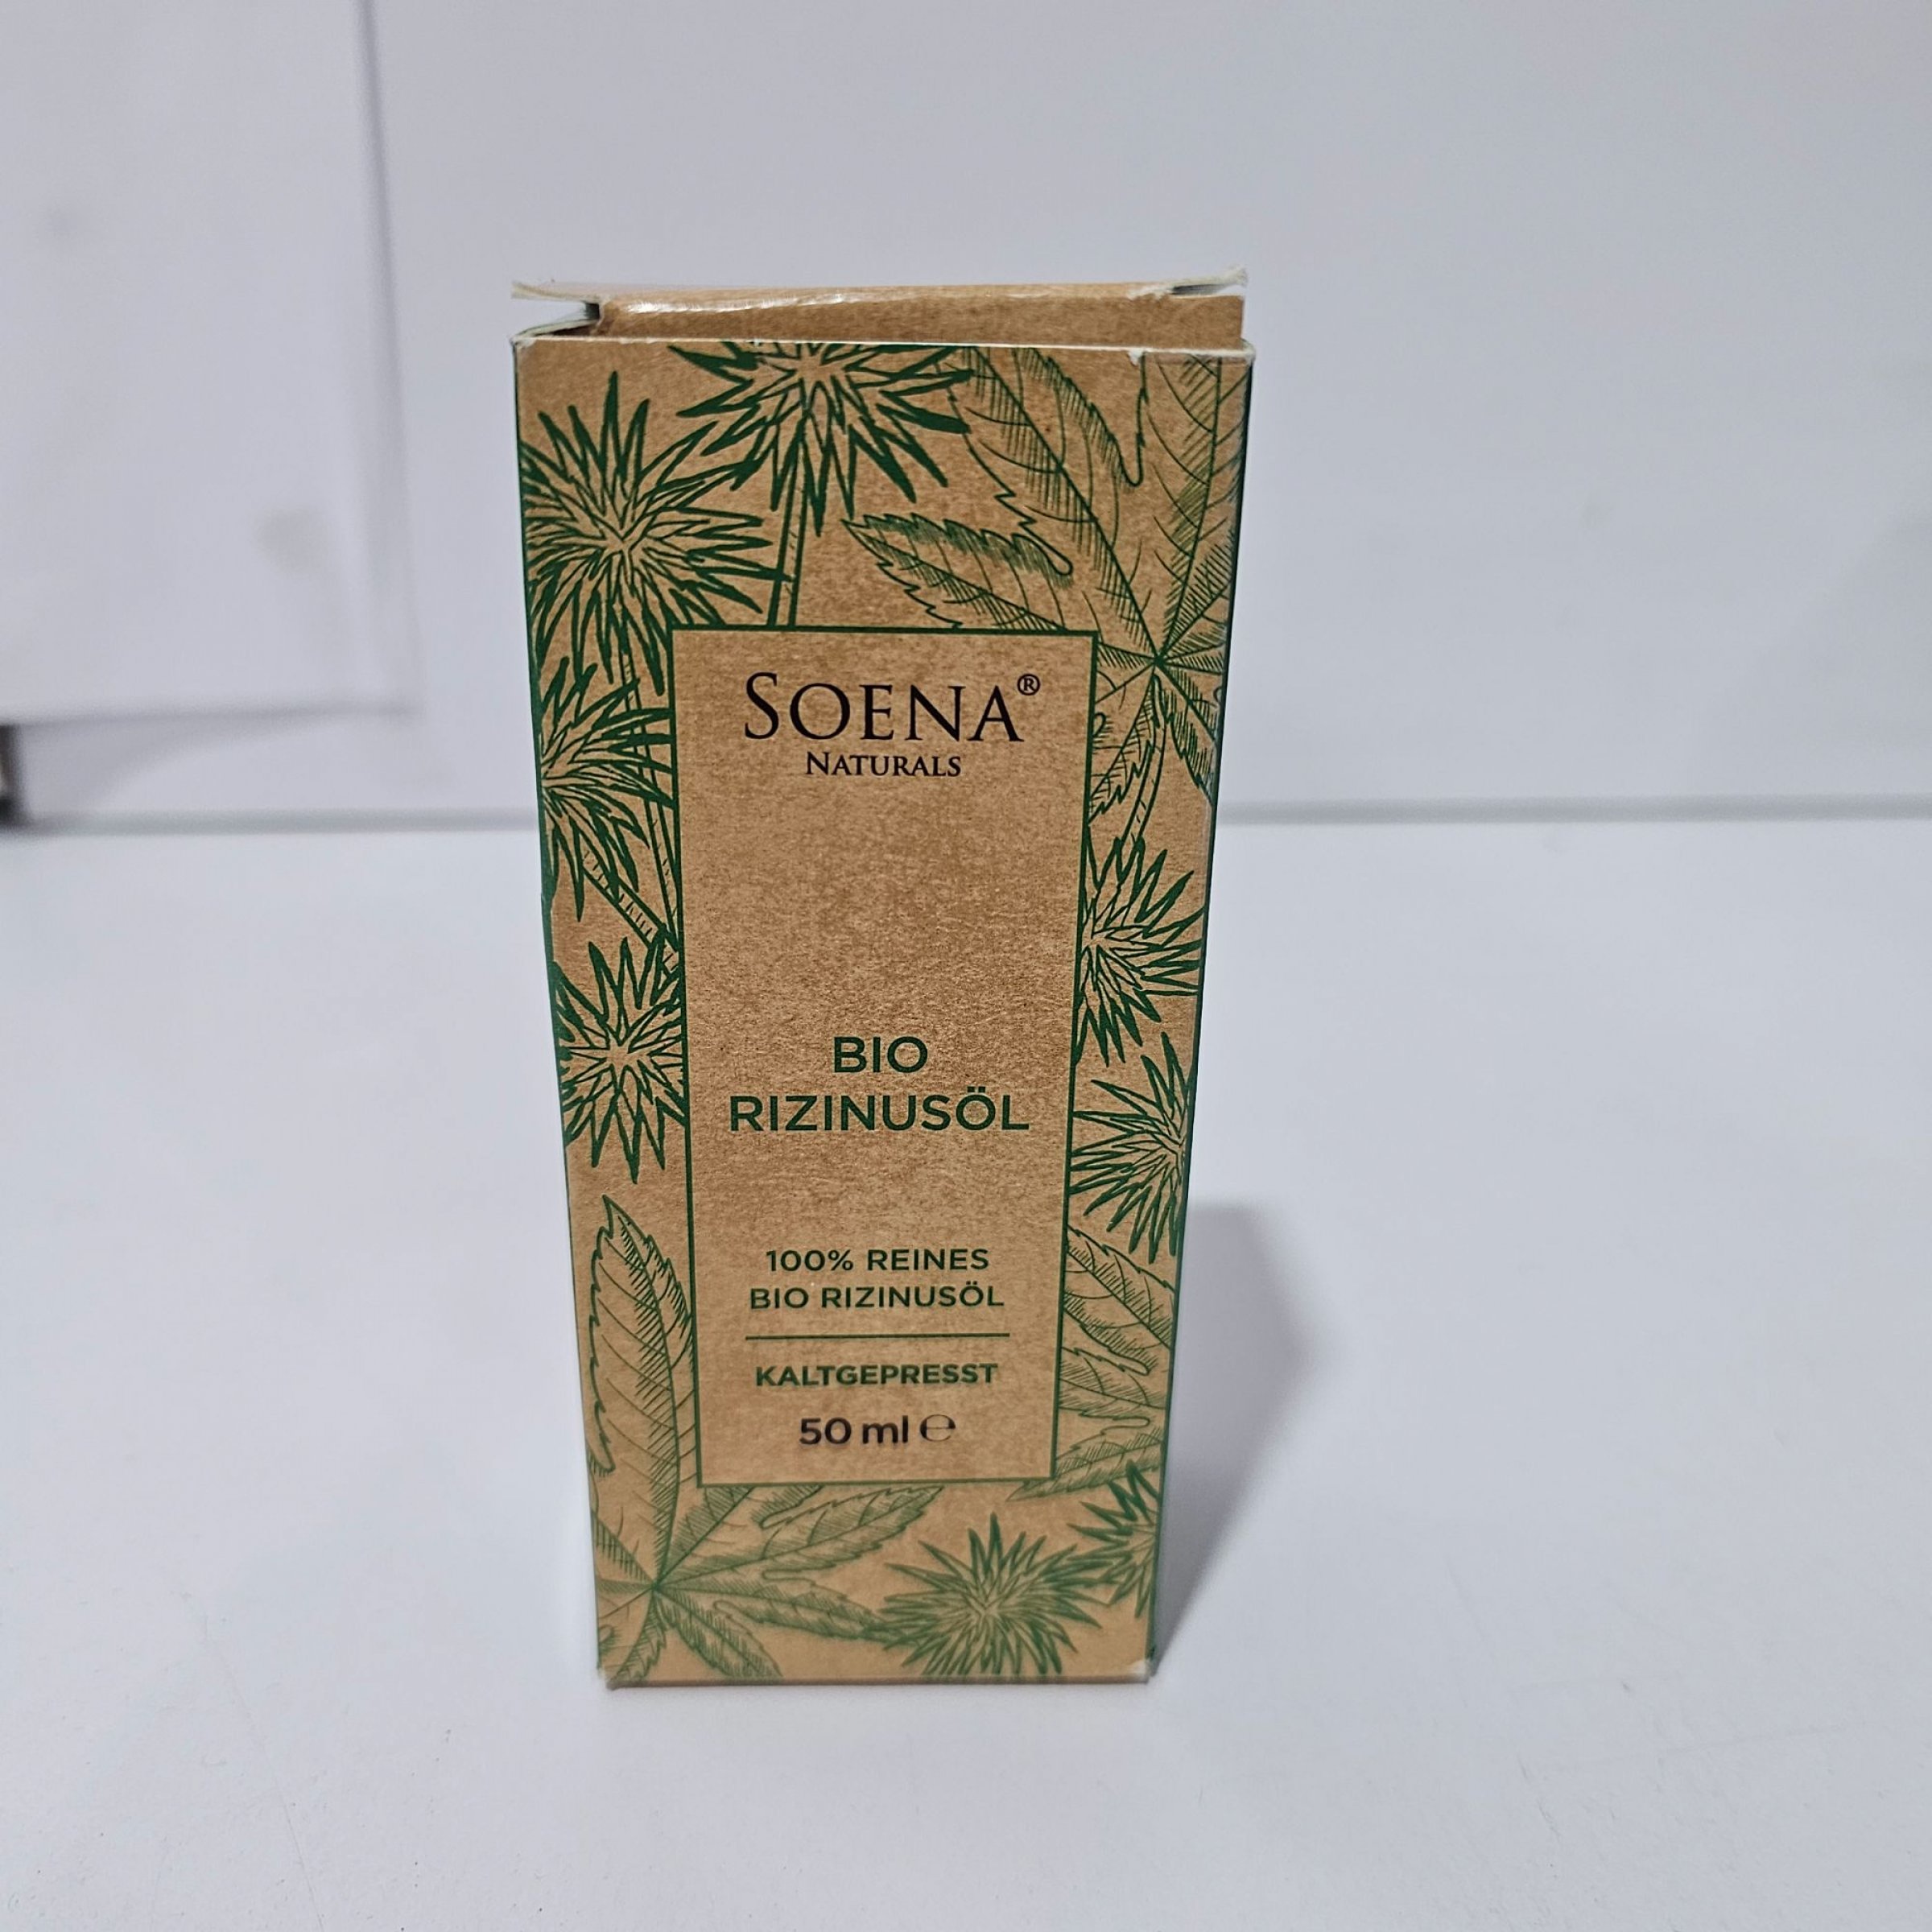 SOENA®
NATURALS
BIO
RIZINUSÖL
100% REINES
BIO RIZINUSÖL
KALTGEPRESST
50 ml ℮